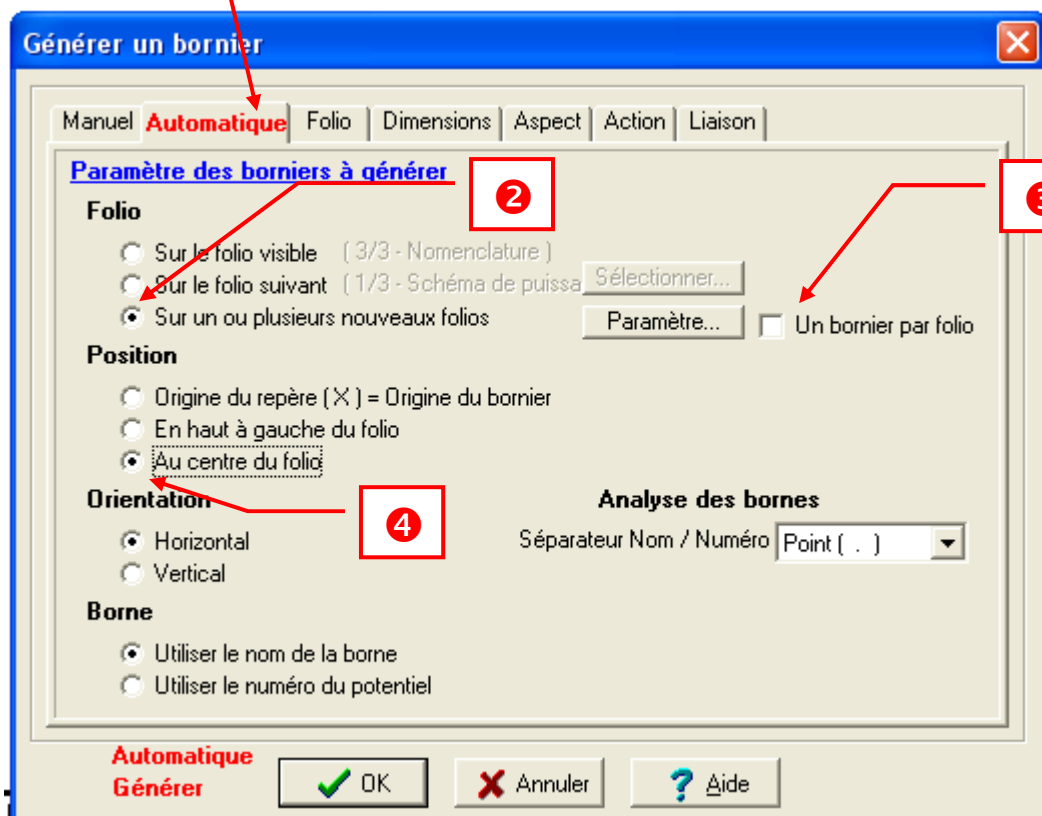 Générer un bornier
Manuel Automatique Folio Dimensions Aspect Action Liaison
Paramètre des borniers à générer
❷
❸
Folio
Sur le folio visible ( 3/3 - Nomenclature )
Sur le folio suivant ( 1/3 - Schéma de puissa Sélectionner...
Sur un ou plusieurs nouveaux folios Paramètre... Un bornier par folio
Position
Origine du repère ( X ) = Origine du bornier
En haut à gauche du folio
Au centre du folio
❹
Orientation Analyse des bornes
Horizontal Séparateur Nom / Numéro Point ( . )
Vertical
Borne
Utiliser le nom de la borne
Utiliser le numéro du potentiel
Automatique
Générer OK Annuler ? Aide